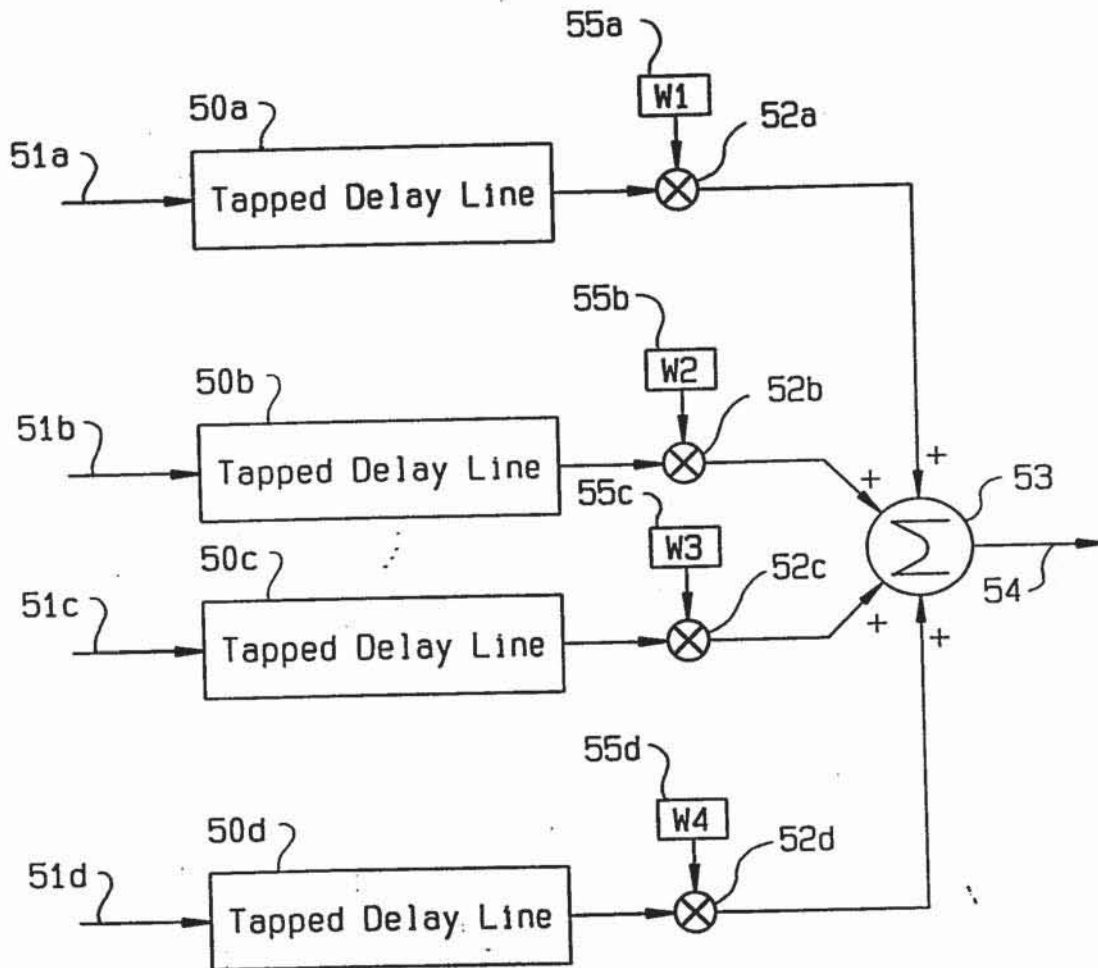 55a
W1
50a
52a
51a
Tapped Delay Line
55b
W2
50b
52b
51b
Tapped Delay Line
+
+
53
55c
W3
50c
52c
Σ
54
51c
Tapped Delay Line
+
+
55d
W4
50d
52d
51d
Tapped Delay Line